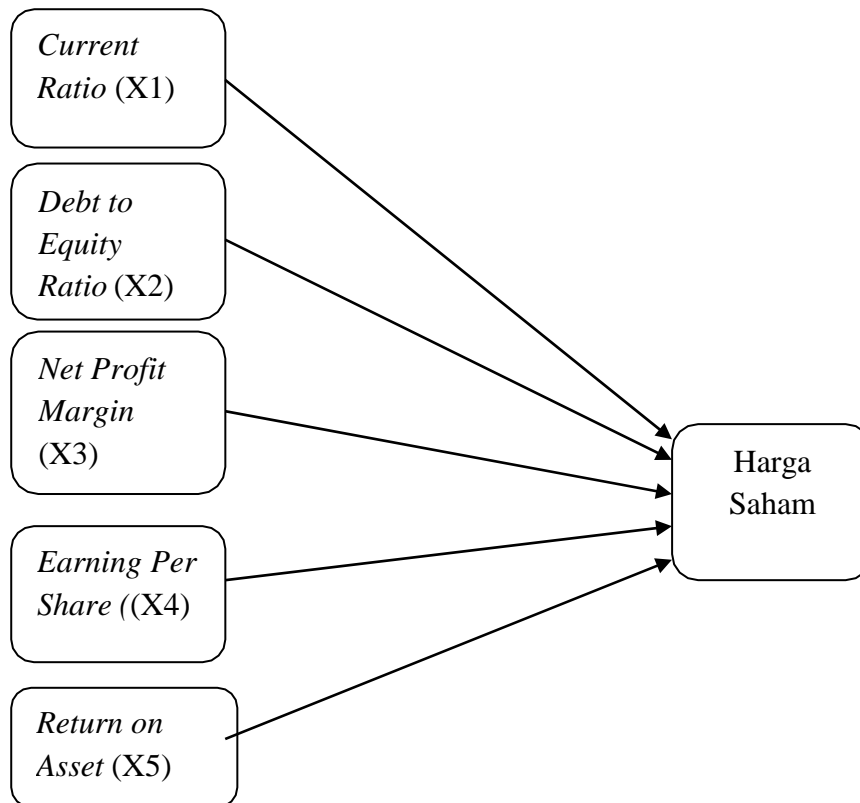 Current
Ratio (X1)
Debt to
Equity
Ratio (X2)
Net Profit
Margin
(X3)
Earning Per
Share ((X4)
Return on
Asset (X5)
Harga
Saham